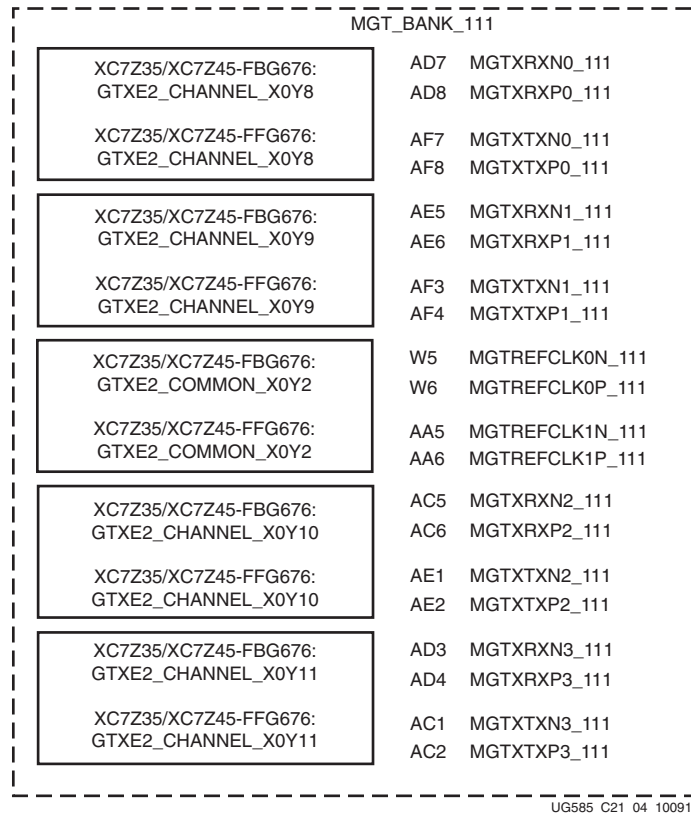 MGT_BANK_111
XC7Z35/XC7Z45-FBG676:
GTXE2_CHANNEL_X0Y8
XC7Z35/XC7Z45-FFG676:
GTXE2_CHANNEL_X0Y8
AD7 MGTXRXN0_111
AD8 MGTXRXP0_111
AF7 MGTXTXN0_111
AF8 MGTXTXP0_111
XC7Z35/XC7Z45-FBG676:
GTXE2_CHANNEL_X0Y9
XC7Z35/XC7Z45-FFG676:
GTXE2_CHANNEL_X0Y9
AE5 MGTXRXN1_111
AE6 MGTXRXP1_111
AF3 MGTXTXN1_111
AF4 MGTXTXP1_111
XC7Z35/XC7Z45-FBG676:
GTXE2_COMMON_X0Y2
XC7Z35/XC7Z45-FFG676:
GTXE2_COMMON_X0Y2
W5 MGTREFCLK0N_111
W6 MGTREFCLK0P_111
AA5 MGTREFCLK1N_111
AA6 MGTREFCLK1P_111
XC7Z35/XC7Z45-FBG676:
GTXE2_CHANNEL_X0Y10
XC7Z35/XC7Z45-FFG676:
GTXE2_CHANNEL_X0Y10
AC5 MGTXRXN2_111
AC6 MGTXRXP2_111
AE1 MGTXTXN2_111
AE2 MGTXTXP2_111
XC7Z35/XC7Z45-FBG676:
GTXE2_CHANNEL_X0Y11
XC7Z35/XC7Z45-FFG676:
GTXE2_CHANNEL_X0Y11
AD3 MGTXRXN3_111
AD4 MGTXRXP3_111
AC1 MGTXTXN3_111
AC2 MGTXTXP3_111
UG585_C21_04_10091